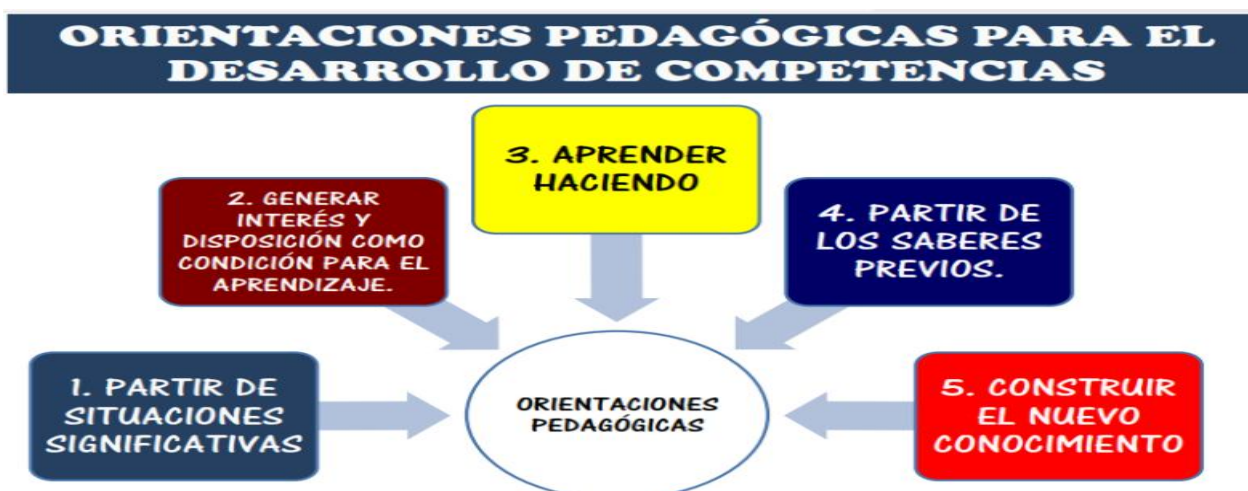 ORIENTACIONES PEDAGÓGICAS PARA EL
DESARROLLO DE COMPETENCIAS
1. PARTIR DE
SITUACIONES
SIGNIFICATIVAS
2. GENERAR
INTERÉS Y
DISPOSICIÓN COMO
CONDICIÓN PARA EL
APRENDIZAJE.
3. APRENDER
HACIENDO
4. PARTIR DE
LOS SABERES
PREVIOS.
5. CONSTRUIR
EL NUEVO
CONOCIMIENTO
ORIENTACIONES
PEDAGÓGICAS